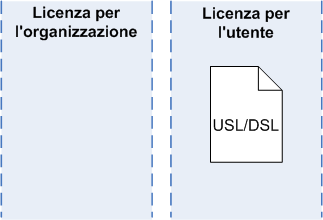 Licenza per
l'organizzazione
Licenza per
l'utente
USL/DSL